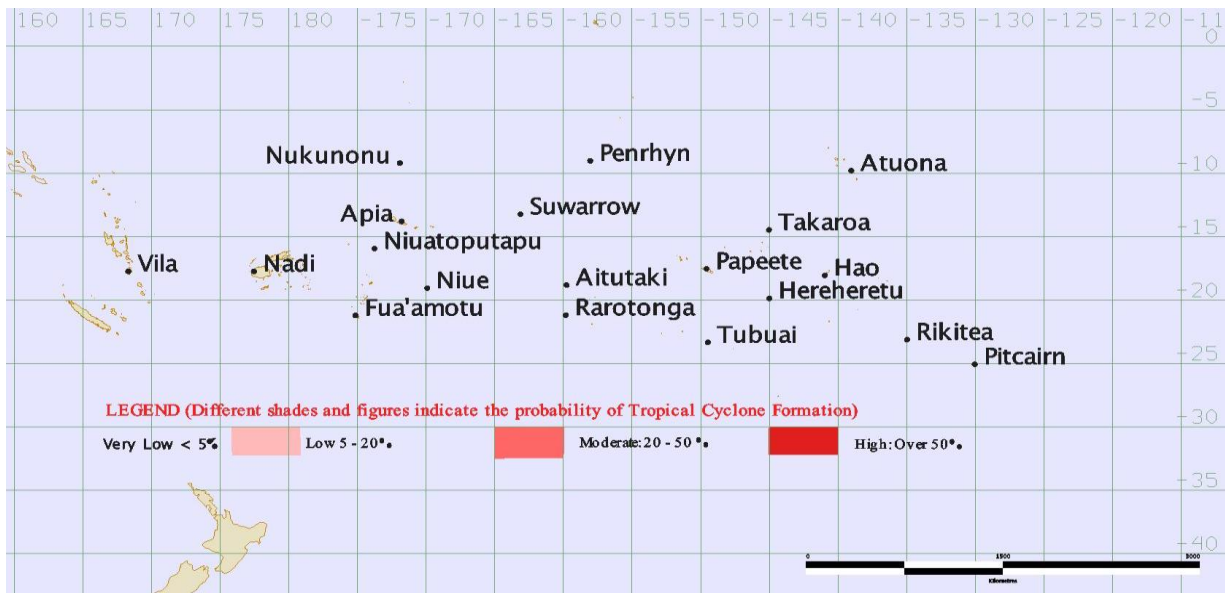 160 165 170 175 180 -175 -170 -165 -160 -155 -150 -145 -140 -135 -130 -125 -120 -11
0
-5
-10
-15
-20
-25
-30
-35
-40
Nukunonu
Penrhyn
Atuona
Apia
Suwarrow
Takaroa
Niuatoputapu
Vila
Nadi
Niue
Aitutaki
Papeete
Hao
Hereheretu
Fua'amotu
Rarotonga
Tubuai
Rikitea
Pitcairn
LEGEND (Different shades and figures indicate the probability of Tropical Cyclone Formation)
Very Low < 5%
Low 5 - 20%
Moderate: 20 - 50 %
High: Over 50%
0 1500 3000
Kilometres